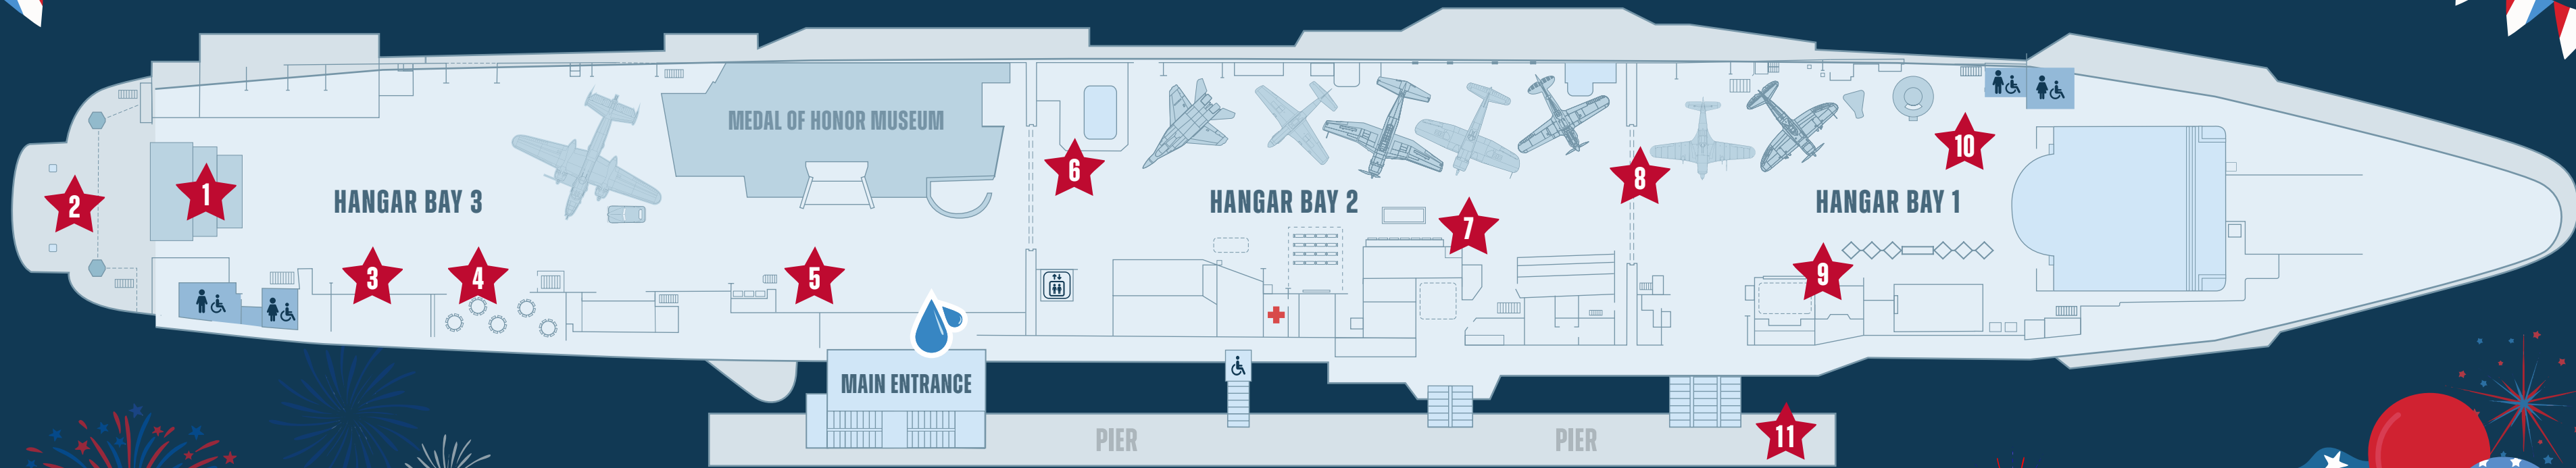 MEDAL OF HONOR MUSEUM
10
6
8
1
2
HANGAR BAY 3
HANGAR BAY 2
HANGAR BAY 1
7
3
4
5
9
MAIN ENTRANCE
PIER
PIER
11